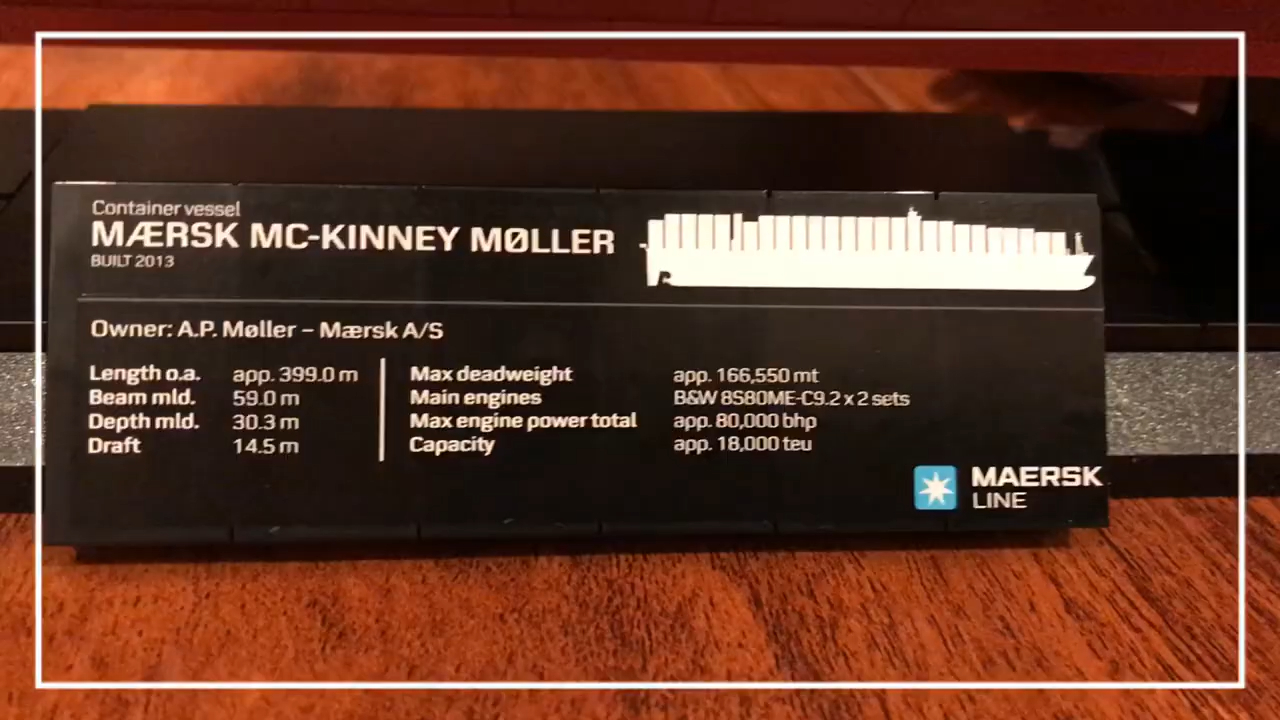 Container vessel
MÆRSK MC-KINNEY MØLLER
BUILT 2013
Owner: A.P. Møller – Mærsk A/S
Length o.a. app. 399.0 m
Beam mld. 59.0 m
Depth mld. 30.3 m
Draft 14.5 m
Max deadweight app. 166,550 mt
Main engines B&W 8S80ME-C9.2 x 2 sets
Max engine power total app. 80,000 bhp
Capacity app. 18,000 teu
MAERSK
LINE